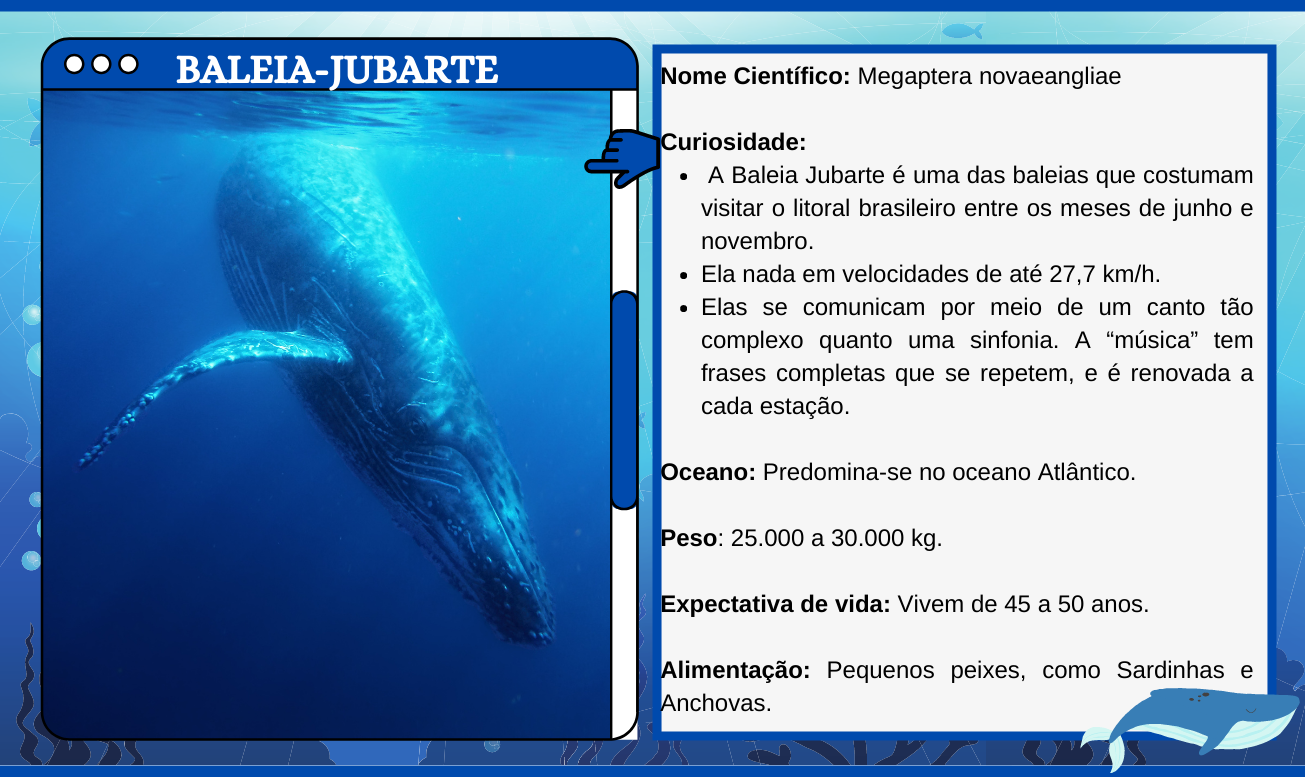 BALEIA-JUBARTE
Nome Científico: Megaptera novaeangliae
Curiosidade:
• A Baleia Jubarte é uma das baleias que costumam
visitar o litoral brasileiro entre os meses de junho e
novembro.
• Ela nada em velocidades de até 27,7 km/h.
• Elas se comunicam por meio de um canto tão
complexo quanto uma sinfonia. A “música” tem
frases completas que se repetem, e é renovada a
cada estação.
Oceano: Predomina-se no oceano Atlântico.
Peso: 25.000 a 30.000 kg.
Expectativa de vida: Vivem de 45 a 50 anos.
Alimentação: Pequenos peixes, como Sardinhas e
Anchovas.